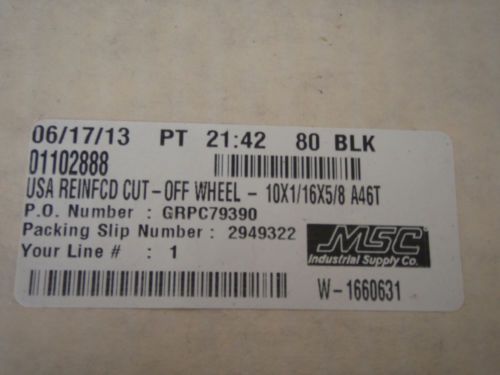 06/17/13 PT 21:42 80 BLK
01102888
USA REINFCD CUT-OFF WHEEL - 10X1/16X5/8 A46T
P.O. Number : GRPC79390
Packing Slip Number : 2949322
Your Line # : 1
MSC
Industrial Supply Co.
W-1660631